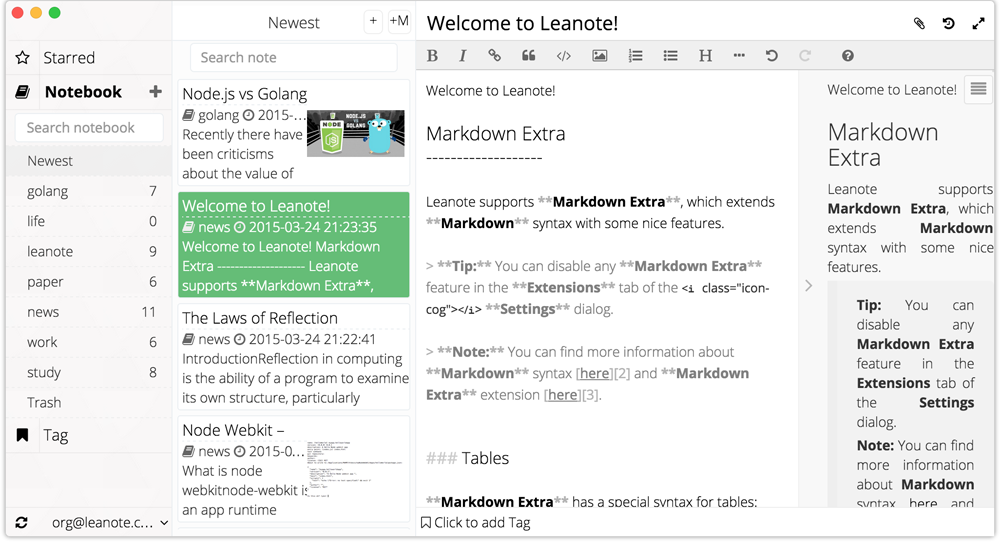 Starred
Notebook +
Search notebook
Newest
golang 7
life 0
leanote 9
paper 6
news 11
work 6
study 8
Trash
Tag
org@leanote.c...
Newest + +M
Search note
Node.js vs Golang
golang 2015-...
Recently there have
been criticisms
about the value of
NODE.JS
VS
GOLANG
Welcome to Leanote!
news 2015-03-24 21:23:35
Welcome to Leanote! Markdown
Extra -------------------- Leanote
supports **Markdown Extra**,
The Laws of Reflection
news 2015-03-24 21:22:41
IntroductionReflection in computing
is the ability of a program to examine
its own structure, particularly
Node Webkit –
news 2015-0...
What is node
webkitnode-webkit is
an app runtime
Welcome to Leanote!
B I </> H ...
Welcome to Leanote!
Markdown Extra
-------------------
Leanote supports **Markdown Extra**, which extends
**Markdown** syntax with some nice features.
> **Tip:** You can disable any **Markdown Extra**
feature in the **Extensions** tab of the <i class="icon-
cog"></i> **Settings** dialog.
> **Note:** You can find more information about
**Markdown** syntax [here][2] and **Markdown
Extra** extension [here][3].
### Tables
**Markdown Extra** has a special syntax for tables:
Click to add Tag
Welcome to Leanote!
Markdown
Extra
Leanote supports
Markdown Extra, which
extends Markdown
syntax with some nice
features.
Tip: You can
disable any
Markdown Extra
feature in the
Extensions tab of
the Settings
dialog.
Note: You can find
more information
about Markdown
syntax here and